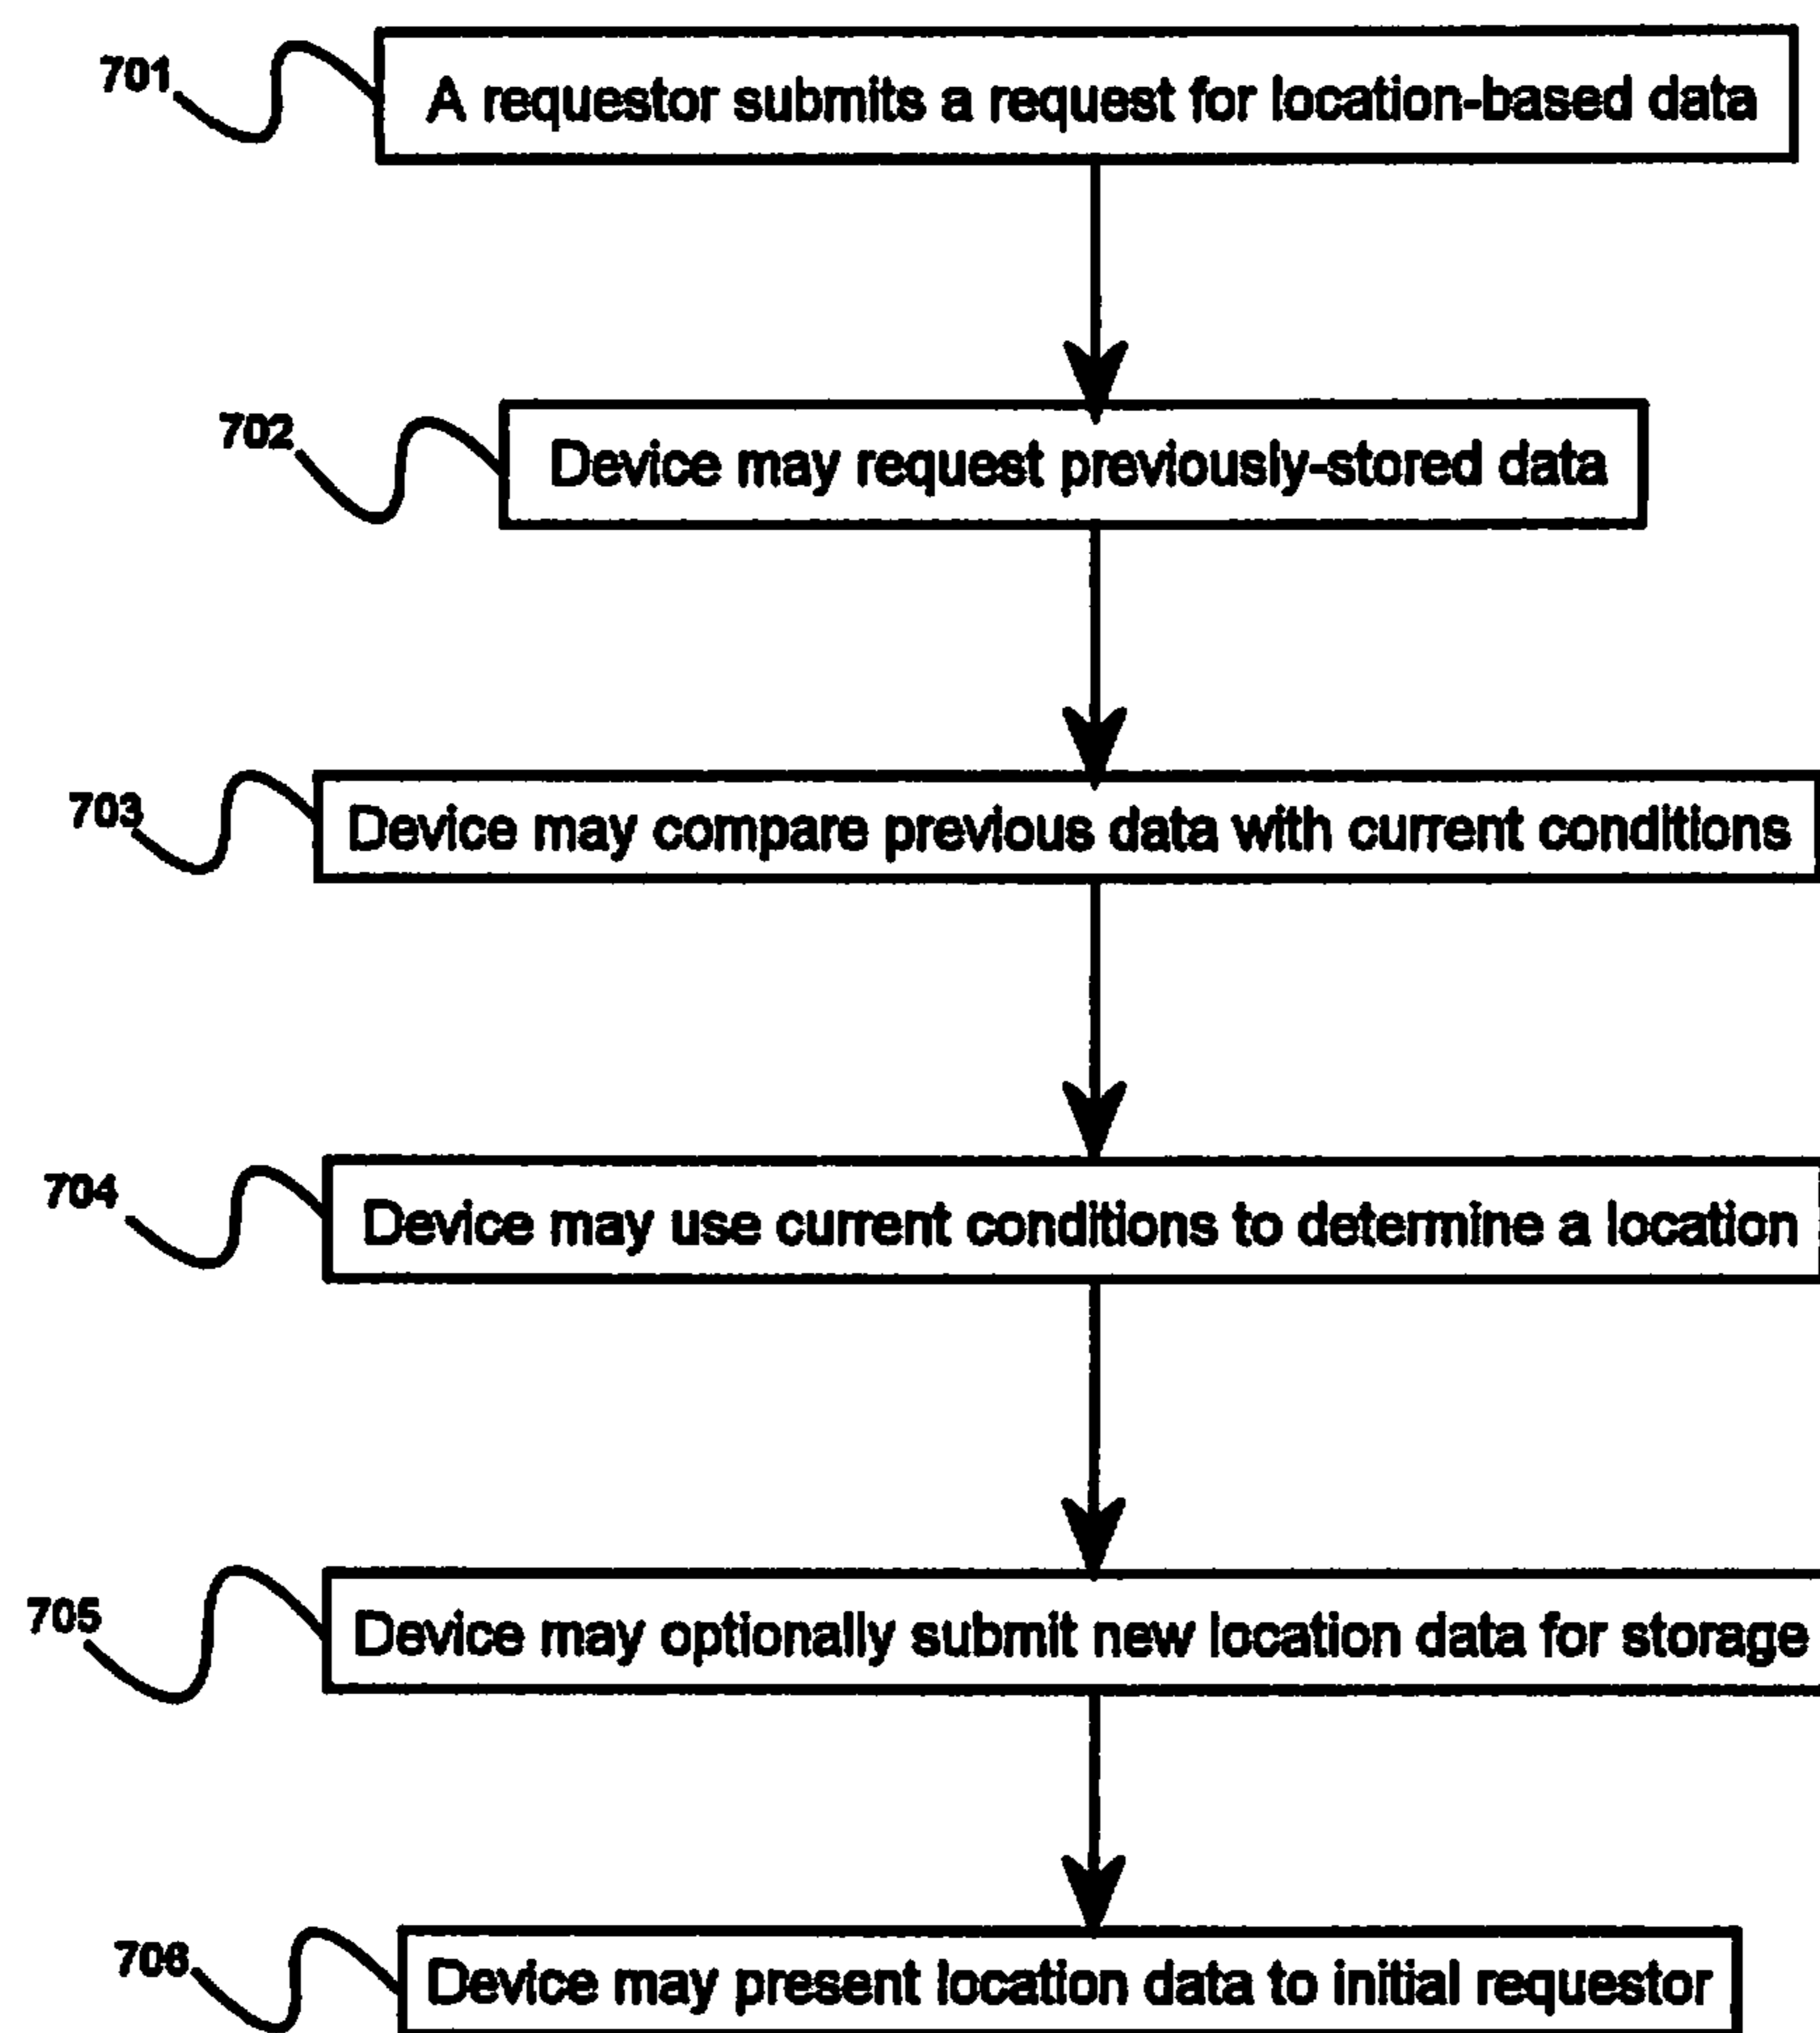 701
A requestor submits a request for location-based data
702
Device may request previously-stored data
703
Device may compare previous data with current conditions
704
Device may use current conditions to determine a location
705
Device may optionally submit new location data for storage
706
Device may present location data to initial requestor